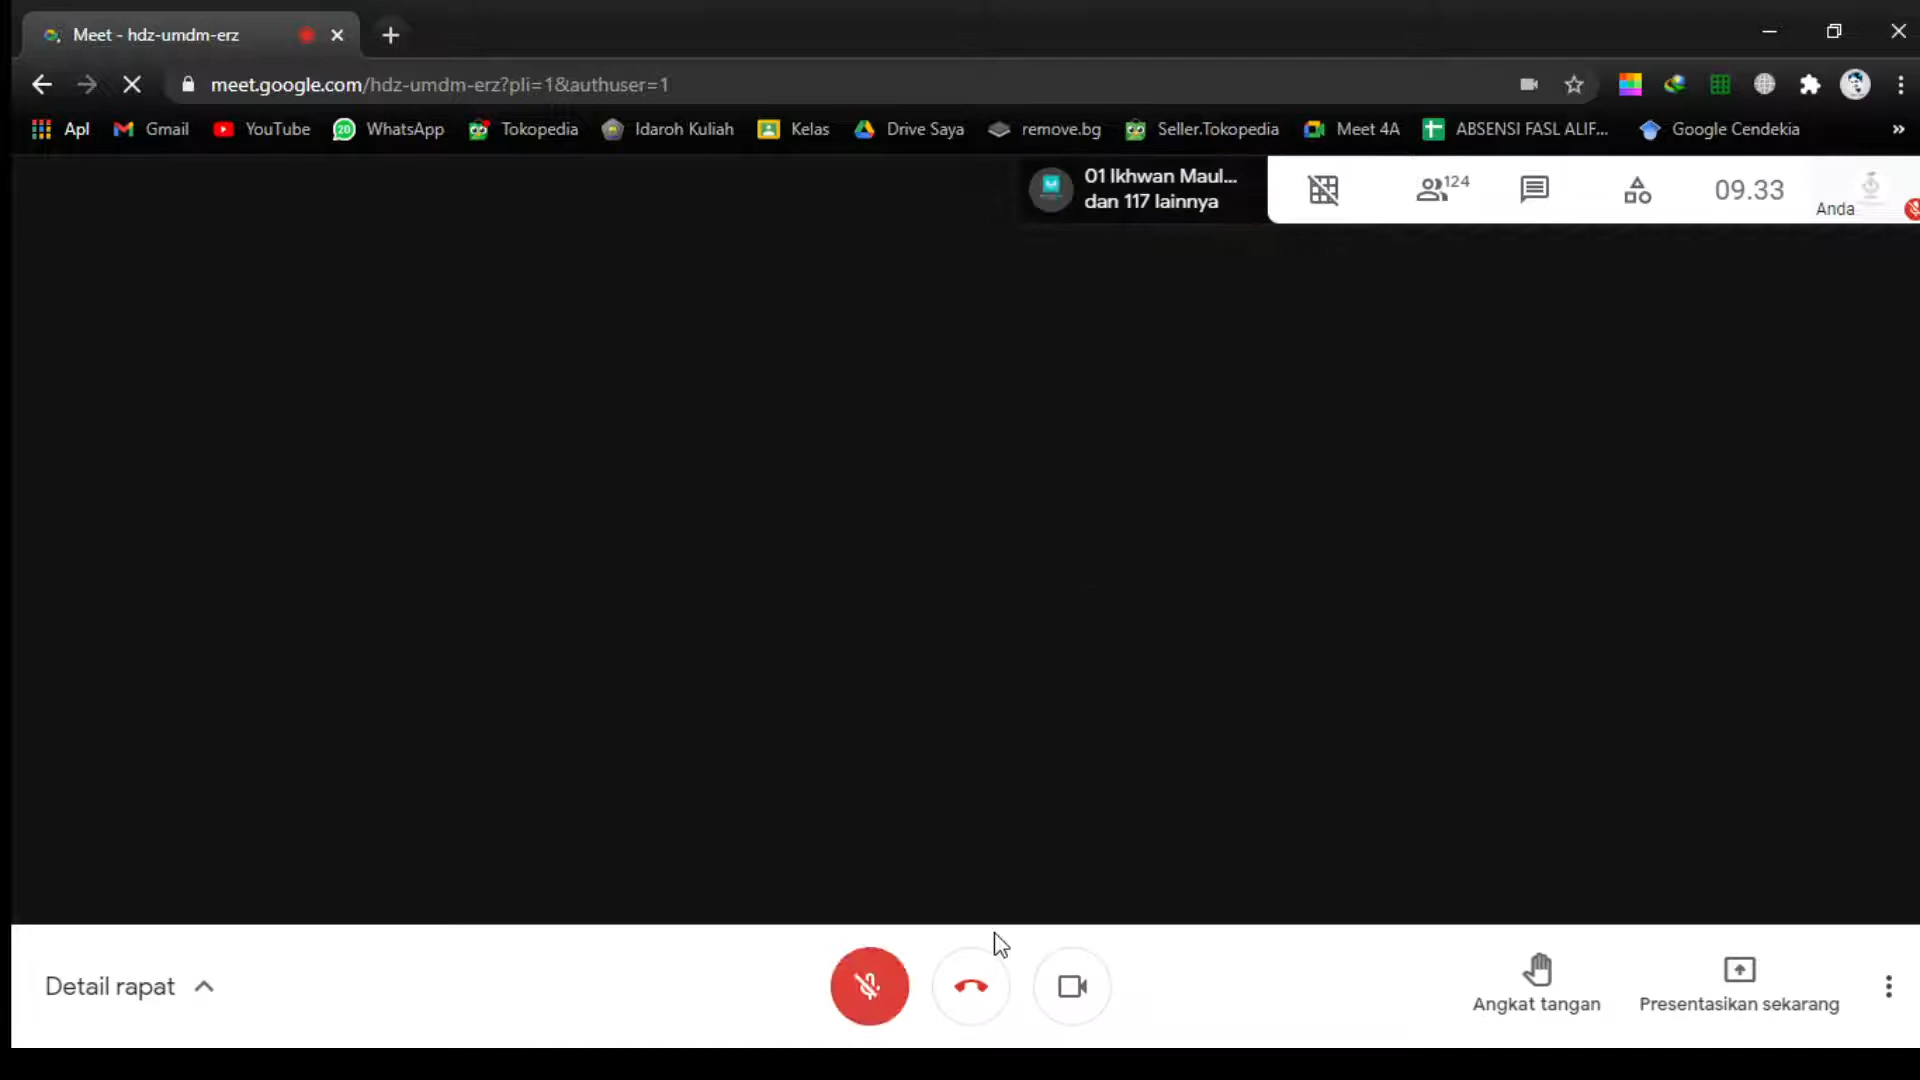 Meet - hdz-umdm-erz
meet.google.com/hdz-umdm-erz?pli=1&authuser=1
Apl Gmail YouTube 20 WhatsApp Tokopedia Idaroh Kuliah Kelas Drive Saya remove.bg Seller.Tokopedia Meet 4A ABSENSI FASL ALIF... Google Cendekia »
01 Ikhwan Maul...
dan 117 lainnya
124
09.33
Anda
Detail rapat
Angkat tangan
Presentasikan sekarang